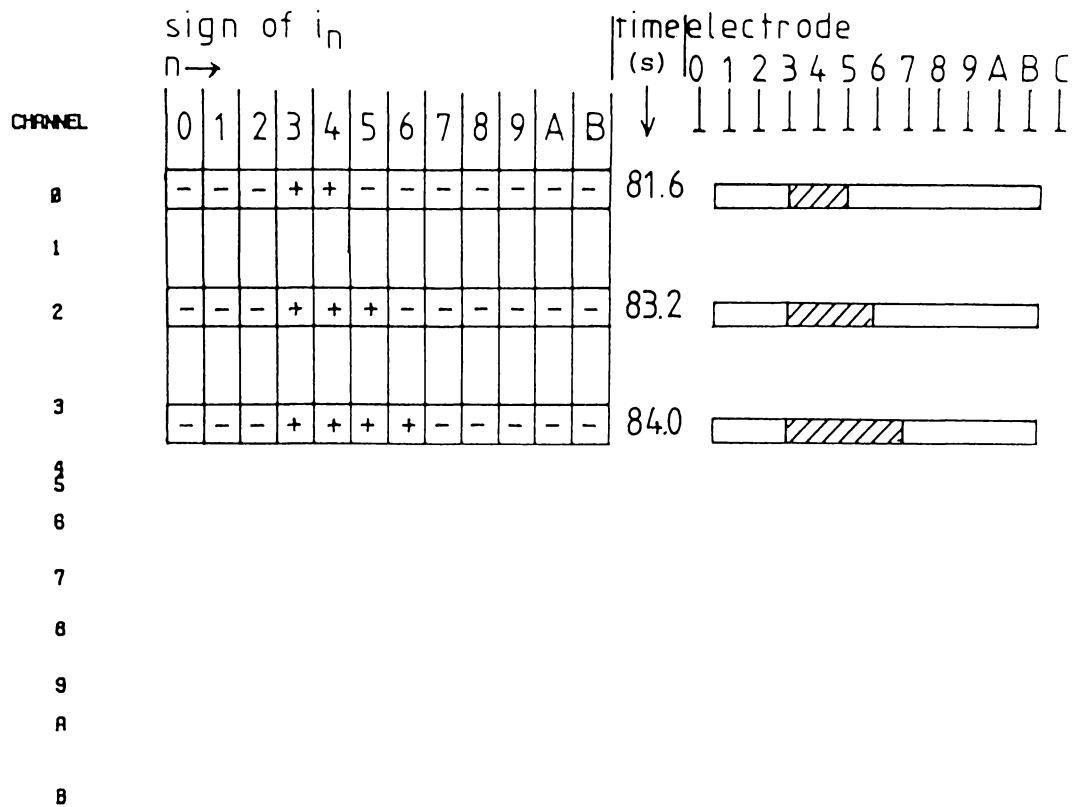 sign of in
n→
time (s) ↓
electrode
0 1 2 3 4 5 6 7 8 9 A B C
CHANNEL
0 1 2 3 4 5 6 7 8 9 A B
0
- - - + + - - - - - - -
81.6
1
2
- - - + + + - - - - - -
83.2
3
- - - + + + + - - - - -
84.0
4
5
6
7
8
9
A
B